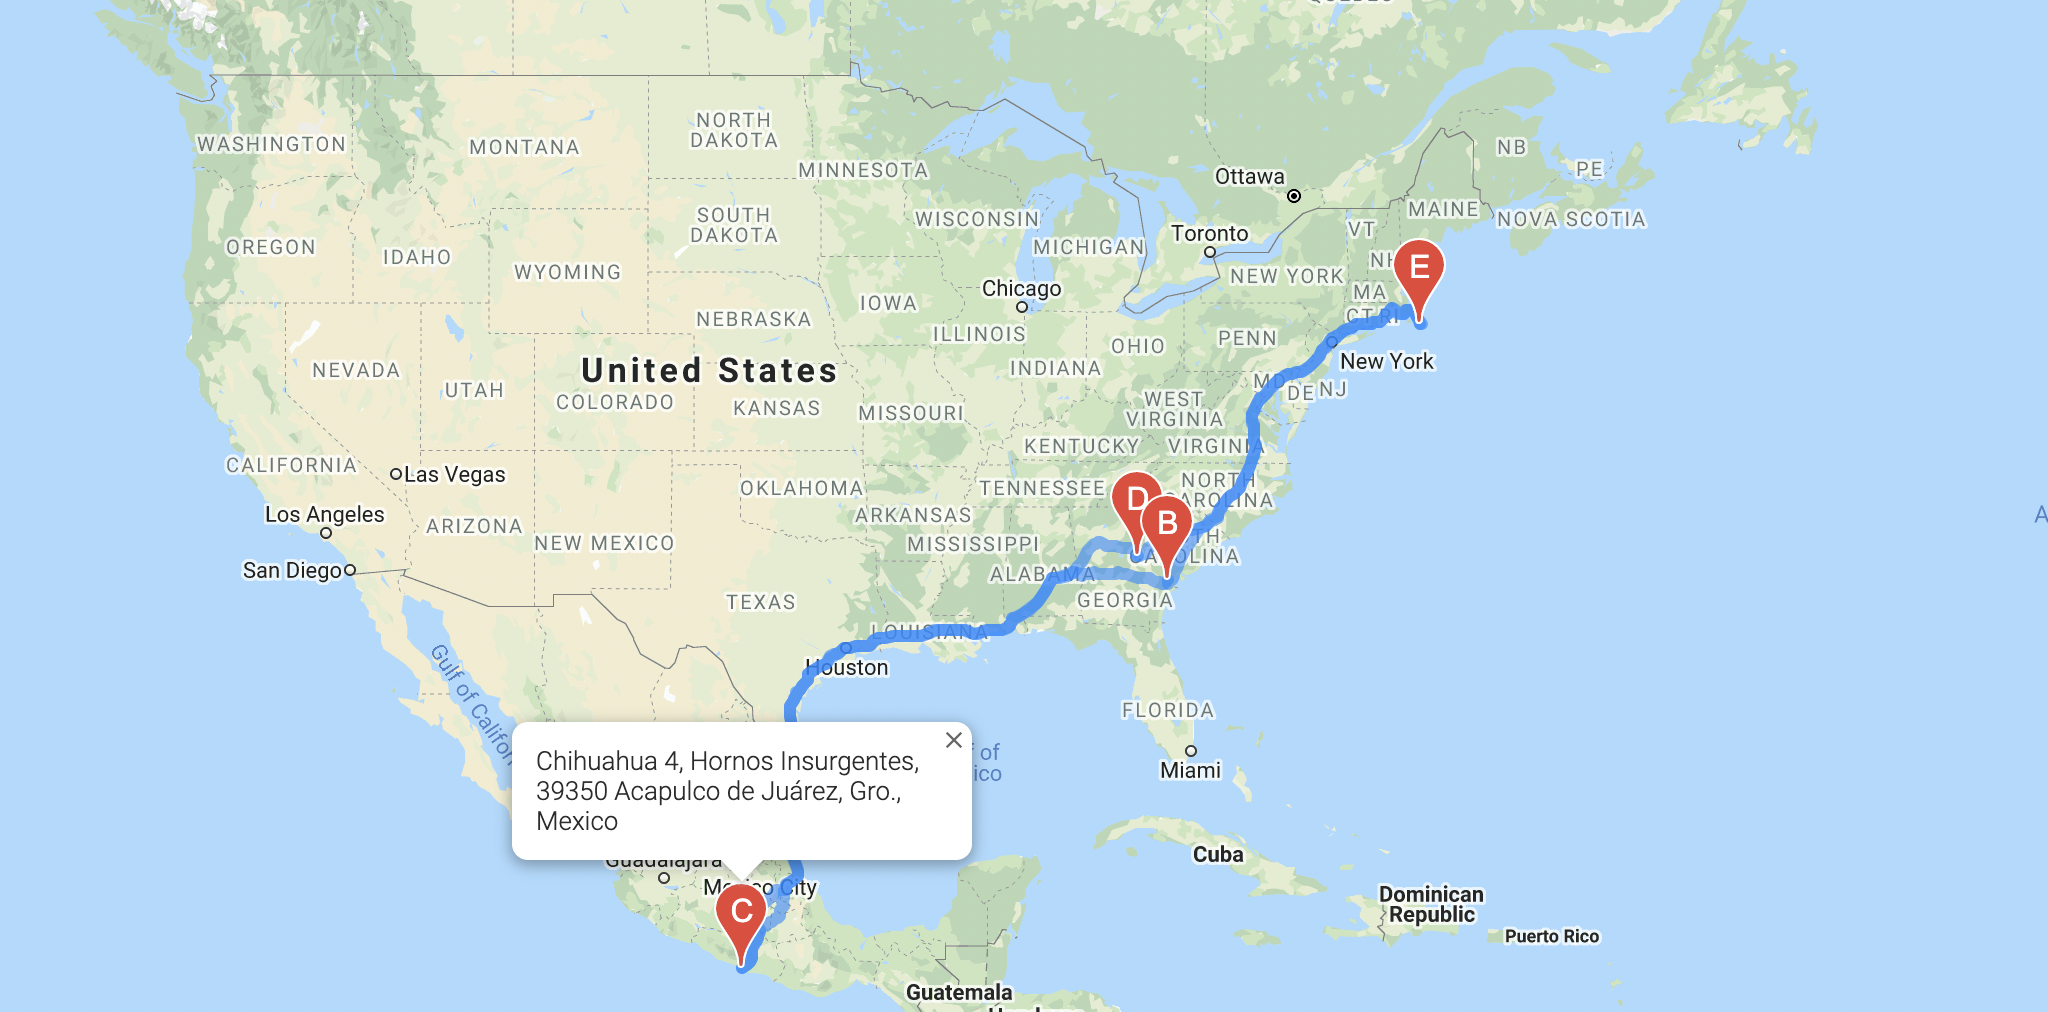 QUEBEC
NORTH
DAKOTA
WASHINGTON
MONTANA
MINNESOTA
NB
PE
Ottawa
MAINE
NOVA SCOTIA
SOUTH
DAKOTA
WISCONSIN
VT
Toronto
OREGON
IDAHO
MICHIGAN
NH
E
WYOMING
NEW YORK
Chicago
MA
IOWA
CT RI
NEBRASKA
ILLINOIS
PENN
OHIO
New York
NEVADA
United States
INDIANA
MD
UTAH
COLORADO
KANSAS
MISSOURI
WEST
VIRGINIA
DE
NJ
KENTUCKY
VIRGINIA
CALIFORNIA
Las Vegas
OKLAHOMA
TENNESSEE
NORTH
CAROLINA
D
B
Los Angeles
ARIZONA
NEW MEXICO
ARKANSAS
MISSISSIPPI
TH
CAROLINA
A
San Diego
ALABAMA
GEORGIA
TEXAS
LOUISIANA
Houston
Gulf of Califor
FLORIDA
Miami
of
ico
Chihuahua 4, Hornos Insurgentes,
39350 Acapulco de Juárez, Gro.,
Mexico
Guadalajara
Mexico City
C
Cuba
Dominican
Republic
Puerto Rico
Guatemala